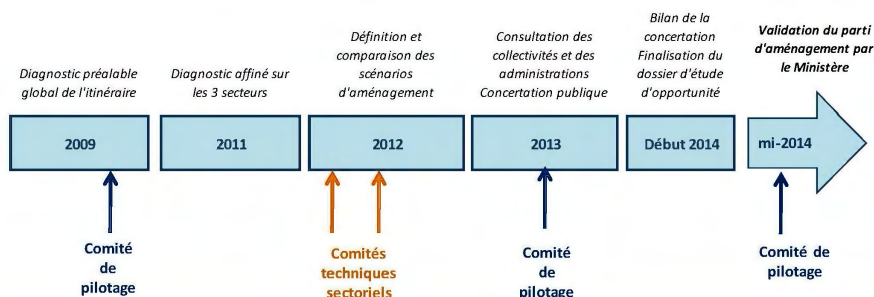 Diagnostic préalable
global de l'itinéraire
Diagnostic affiné sur
les 3 secteurs
Définition et
comparaison des
scénarios
d'aménagement
Consultation des
collectivités et des
administrations
Concertation publique
Bilan de la
concertation
Finalisation du
dossier d'étude
d'opportunité
Validation du parti
d'aménagement par
le Ministère
2009
2011
2012
2013
Début 2014
mi-2014
Comité
de
pilotage
Comités
techniques
sectoriels
Comité
de
pilotage
Comité de
pilotage